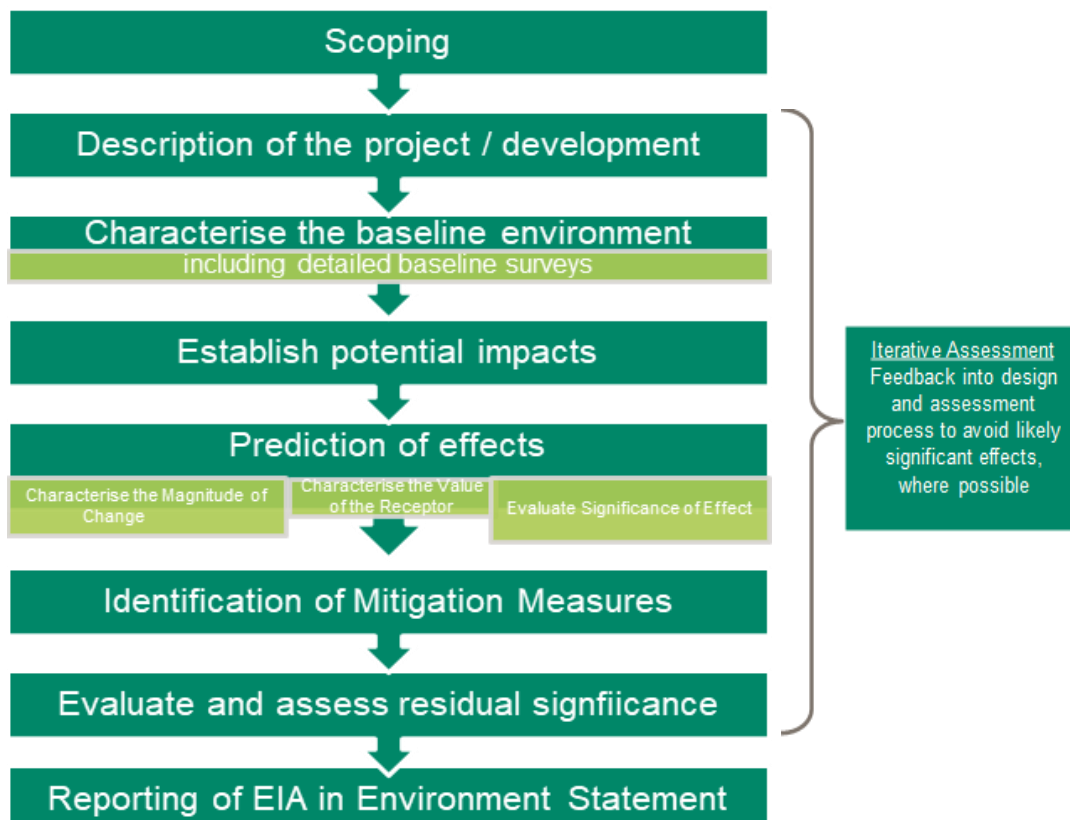 Scoping
Description of the project / development
Characterise the baseline environment
including detailed baseline surveys
Establish potential impacts
Prediction of effects
Characterise the Magnitude of
Change
Characterise the Value
of the Receptor
Evaluate Significance of Effect
Identification of Mitigation Measures
Evaluate and assess residual signfiicance
Reporting of EIA in Environment Statement
Iterative Assessment
Feedback into design
and assessment
process to avoid likely
significant effects,
where possible